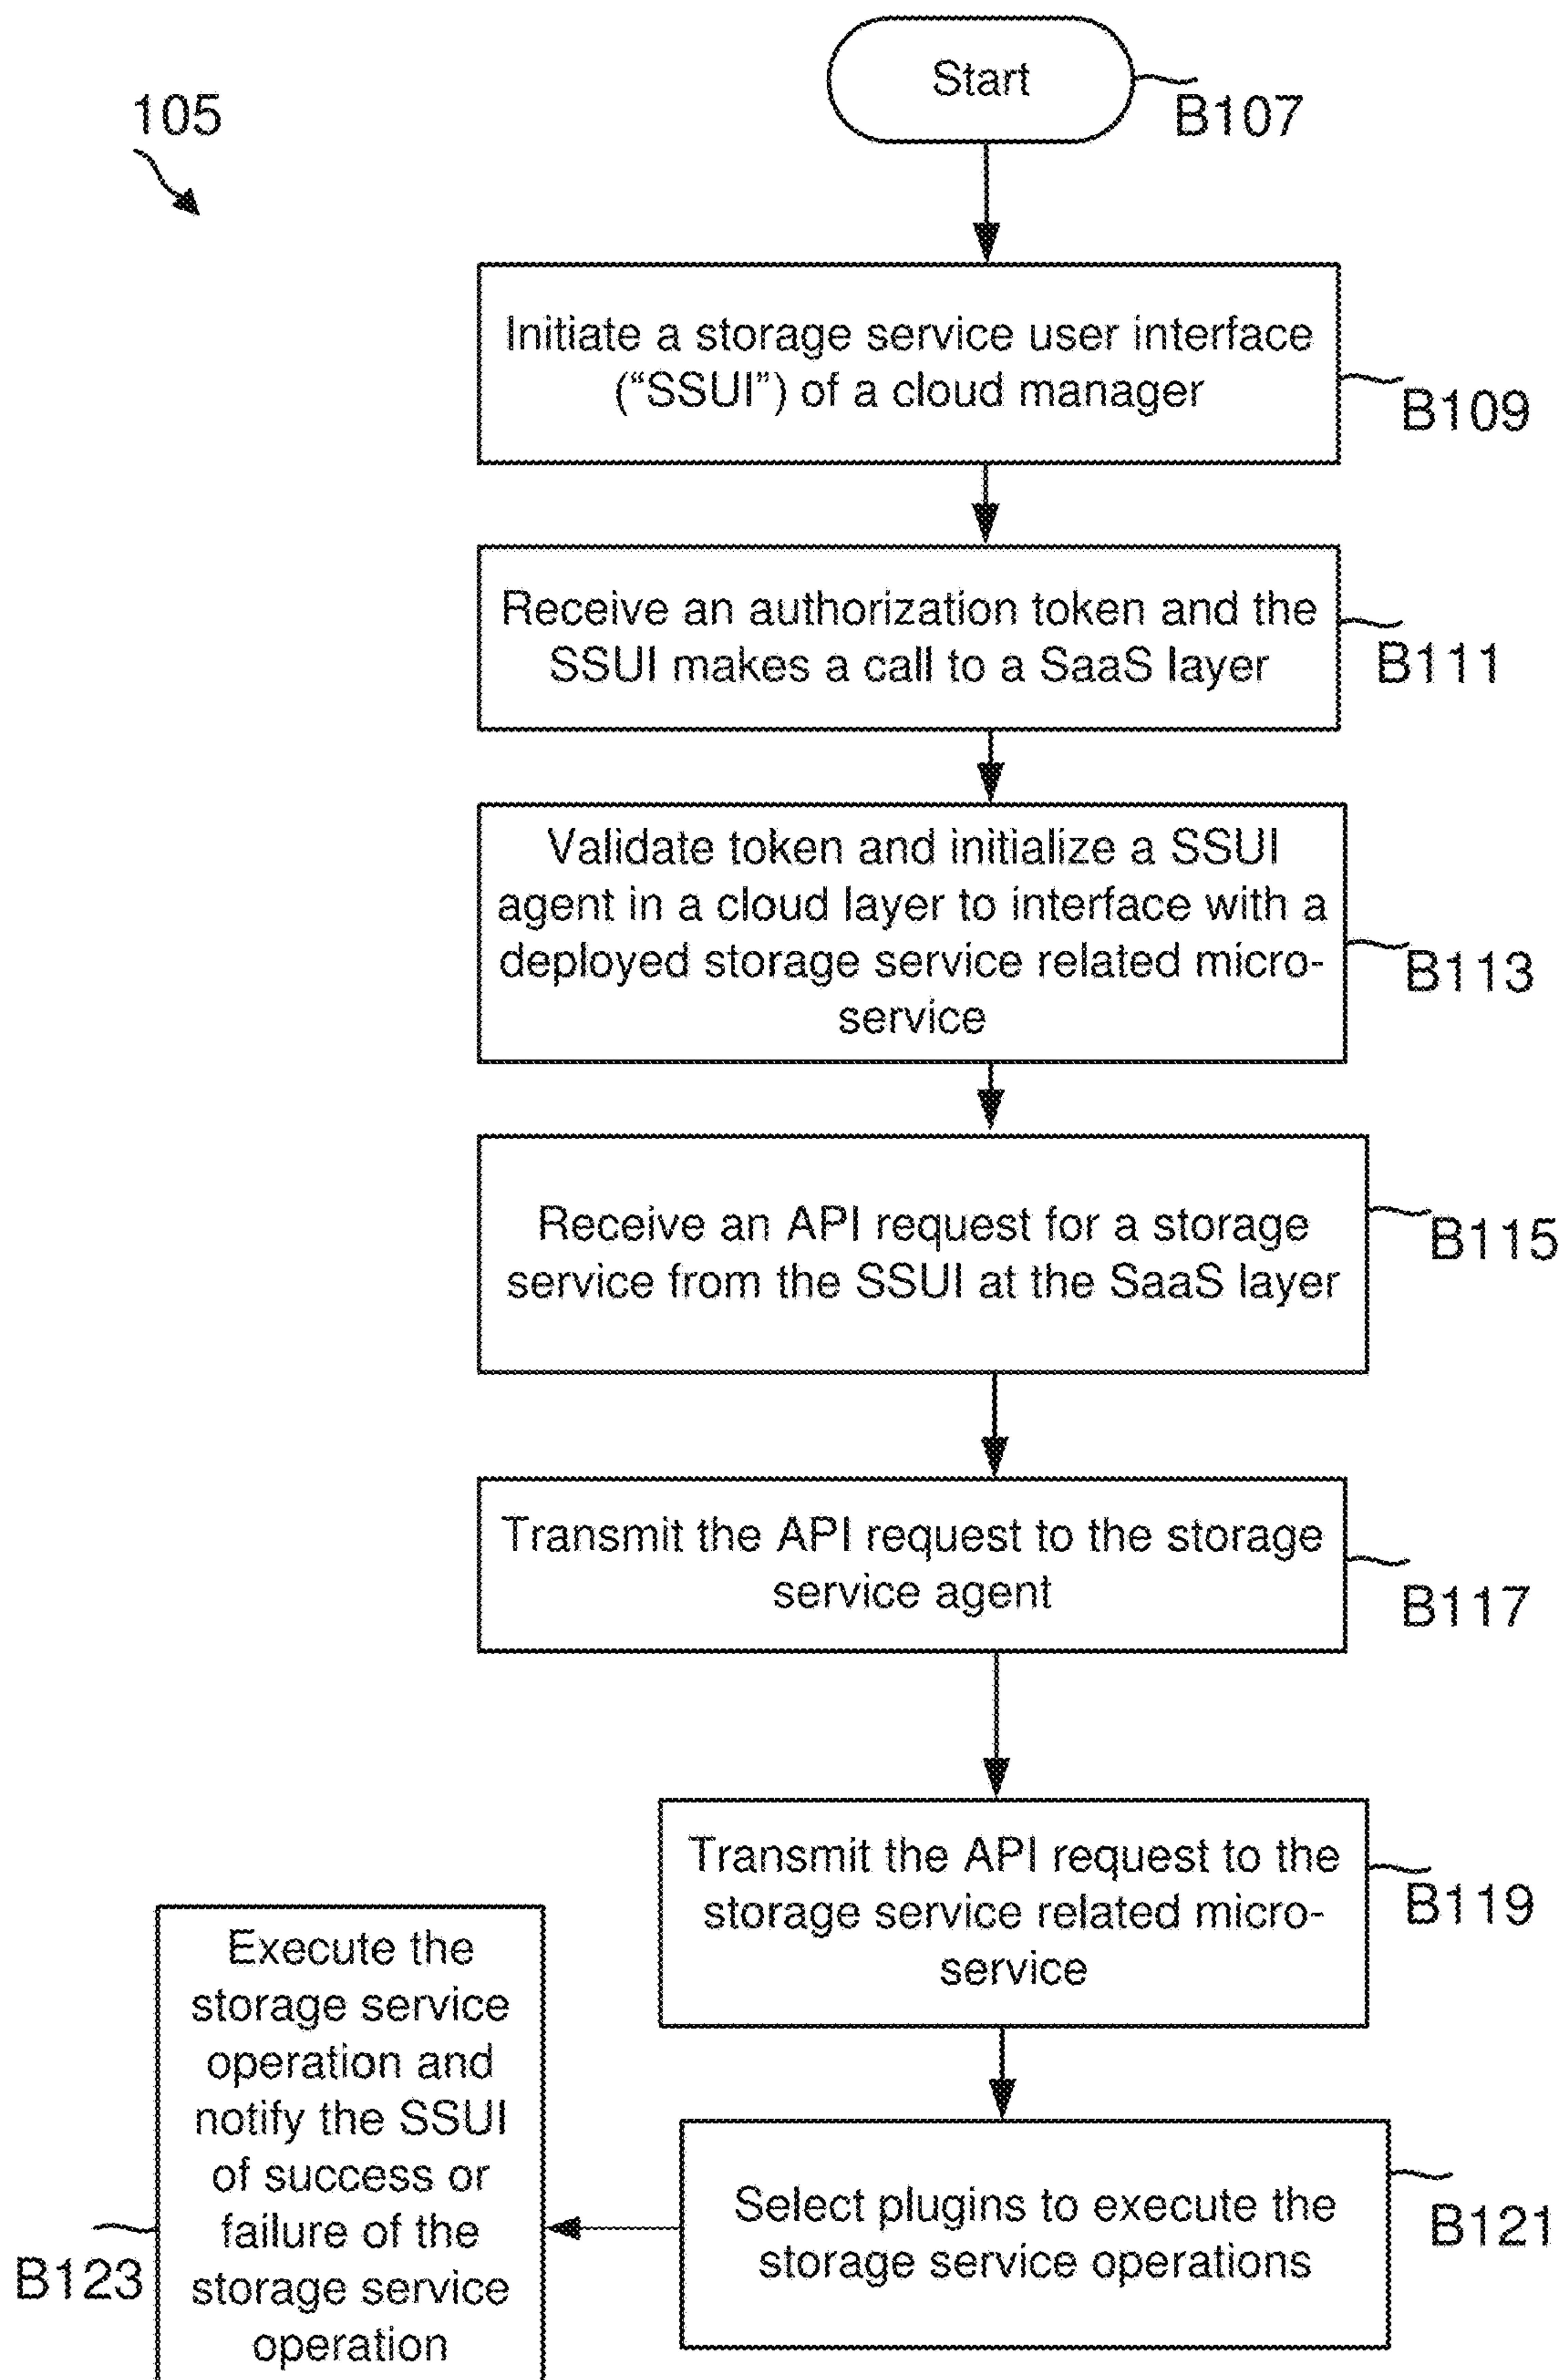 105
Start
B107
Initiate a storage service user interface
(“SSUI”) of a cloud manager
B109
Receive an authorization token and the
SSUI makes a call to a SaaS layer
B111
Validate token and initialize a SSUI
agent in a cloud layer to interface with a
deployed storage service related micro-
service
B113
Receive an API request for a storage
service from the SSUI at the SaaS layer
B115
Transmit the API request to the storage
service agent
B117
Transmit the API request to the
storage service related micro-
service
B119
Select plugins to execute the
storage service operations
B121
Execute the
storage service
operation and
notify the SSUI
of success or
failure of the
storage service
operation
B123